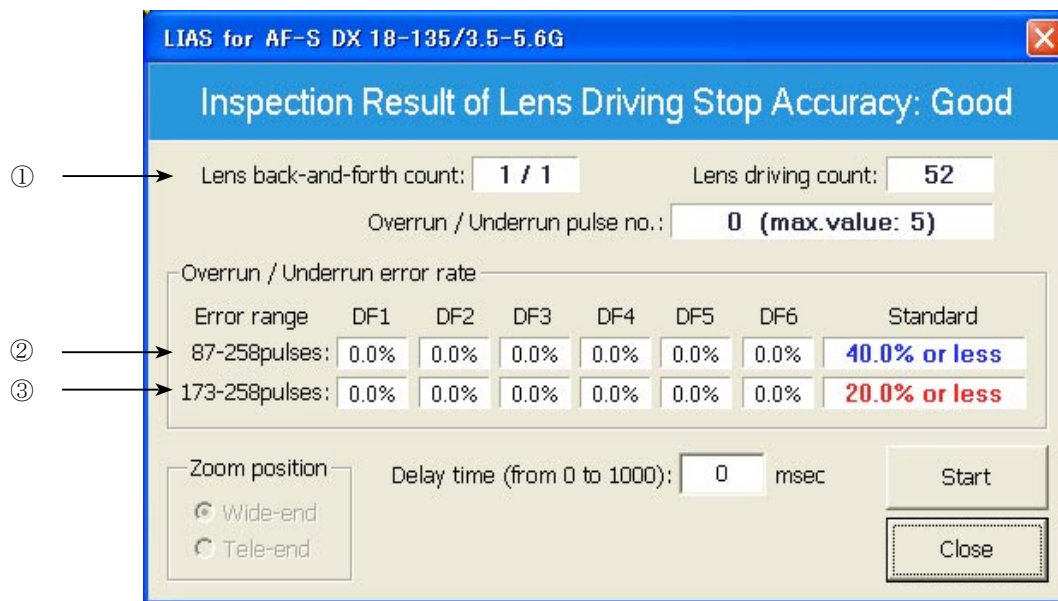 LIAS for AF-S DX 18-135/3.5-5.6G
Inspection Result of Lens Driving Stop Accuracy: Good
① Lens back-and-forth count: 1 / 1 Lens driving count: 52
Overrun / Underrun pulse no.: 0 (max.value: 5)
Overrun / Underrun error rate
Error range DF1 DF2 DF3 DF4 DF5 DF6 Standard
② 87-258pulses: 0.0% 0.0% 0.0% 0.0% 0.0% 0.0% 40.0% or less
③ 173-258pulses: 0.0% 0.0% 0.0% 0.0% 0.0% 0.0% 20.0% or less
Zoom position Delay time (from 0 to 1000): 0 msec Start
Wide-end
Tele-end Close